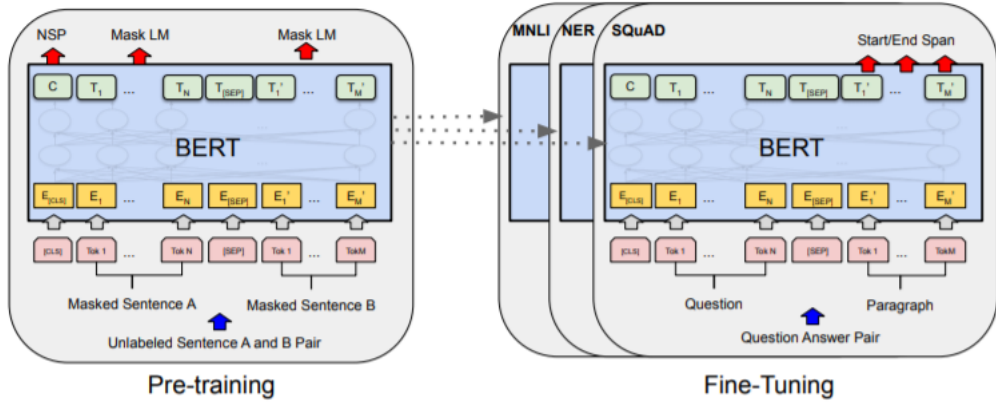 NSP Mask LM Mask LM
C T1 ... TN T[SEP] T1' ... TM'
BERT
E[CLS] E1 ... EN E[SEP] E1' ... EM'
[CLS] Tok 1 ... Tok N [SEP] Tok 1 ... TokM
Masked Sentence A Masked Sentence B
Unlabeled Sentence A and B Pair
Pre-training
MNLI NER SQuAD
Start/End Span
C T1 ... TN T[SEP] T1' ... TM'
BERT
E[CLS] E1 ... EN E[SEP] E1' ... EM'
[CLS] Tok 1 ... Tok N [SEP] Tok 1 ... TokM
Question Paragraph
Question Answer Pair
Fine-Tuning